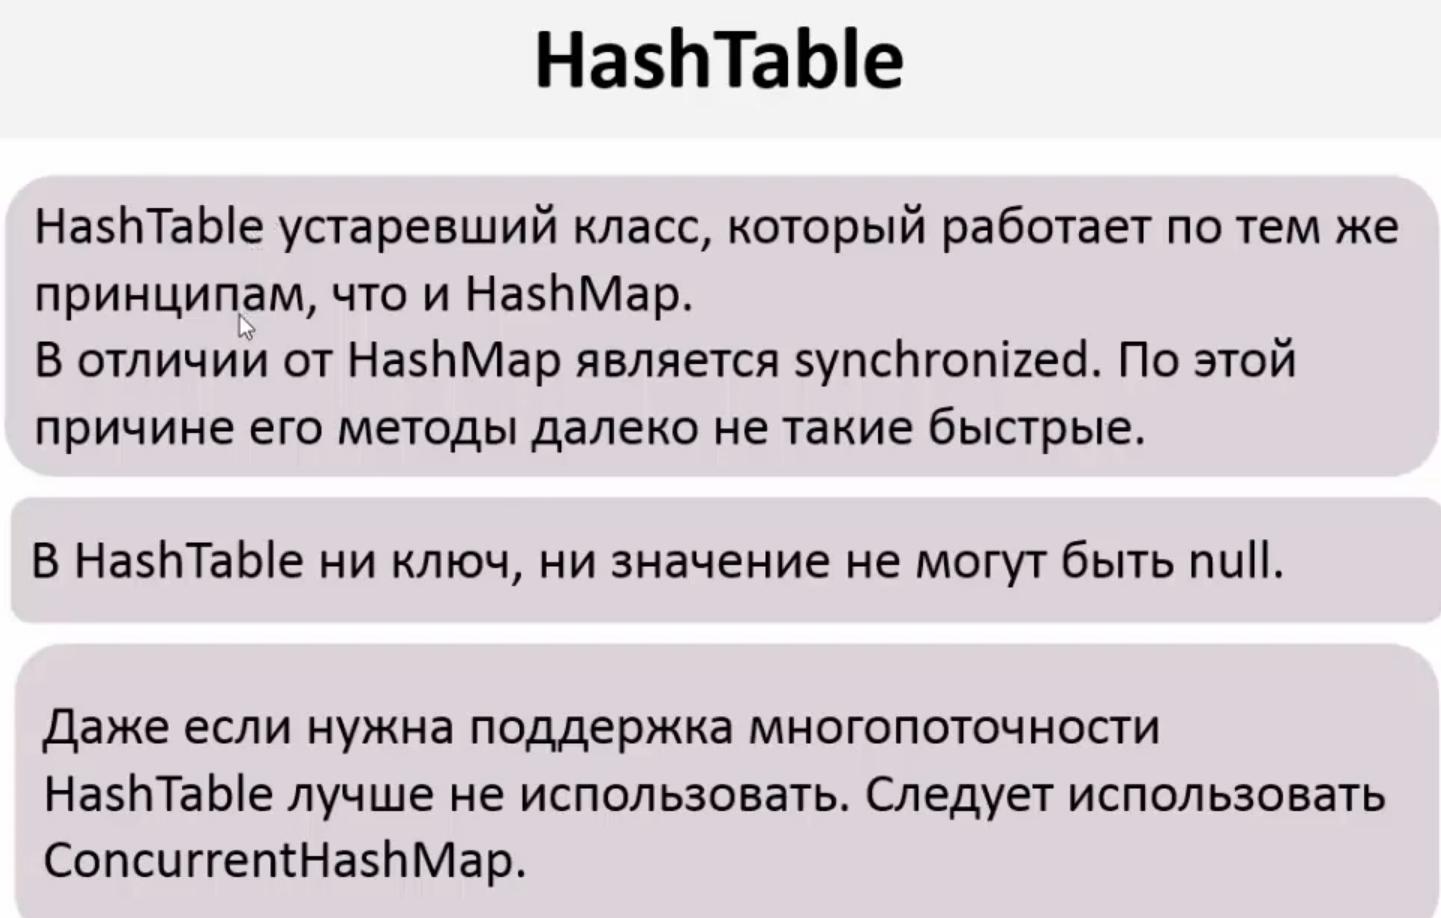 HashTable
HashTable устаревший класс, который работает по тем же
принципам, что и HashMap.
В отличии от HashMap является synchronized. По этой
причине его методы далеко не такие быстрые.
В HashTable ни ключ, ни значение не могут быть null.
Даже если нужна поддержка многопоточности
HashTable лучше не использовать. Следует использовать
ConcurrentHashMap.